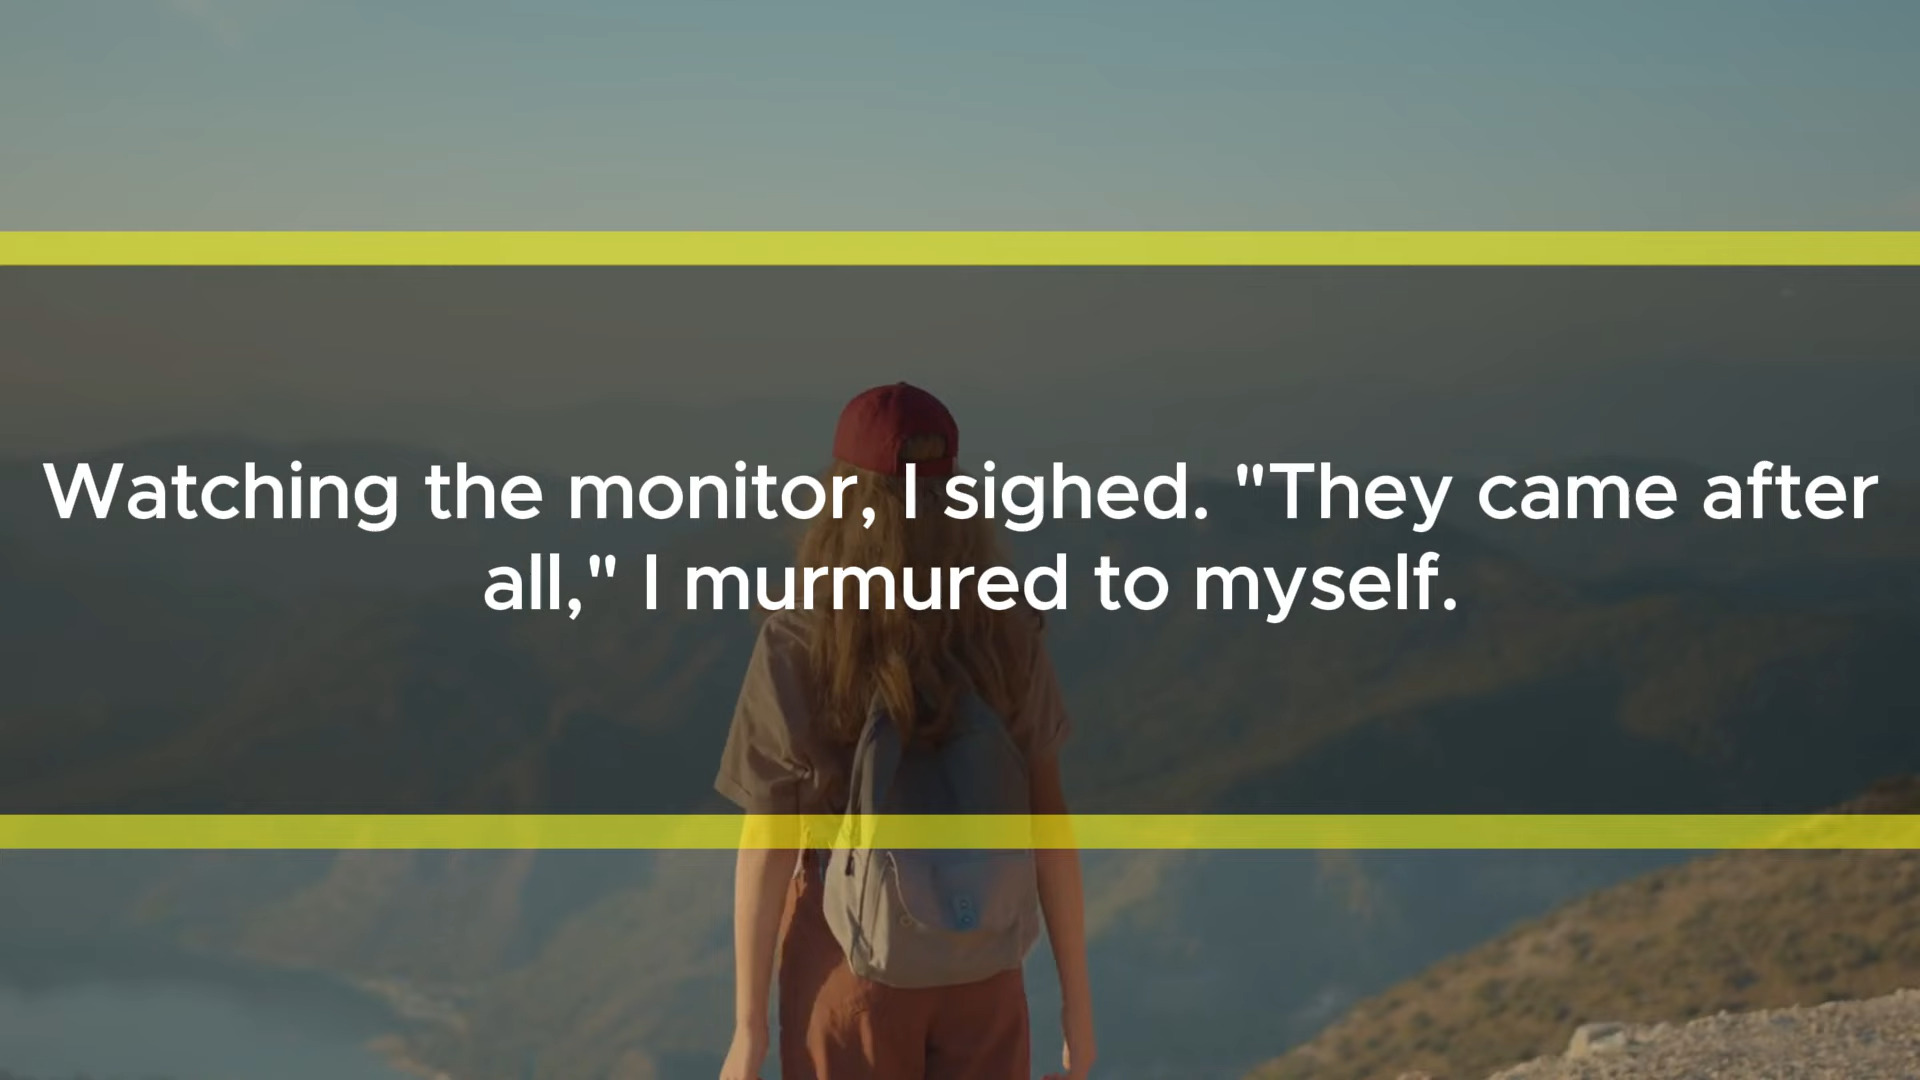 Watching the monitor, I sighed. "They came after
all," I murmured to myself.